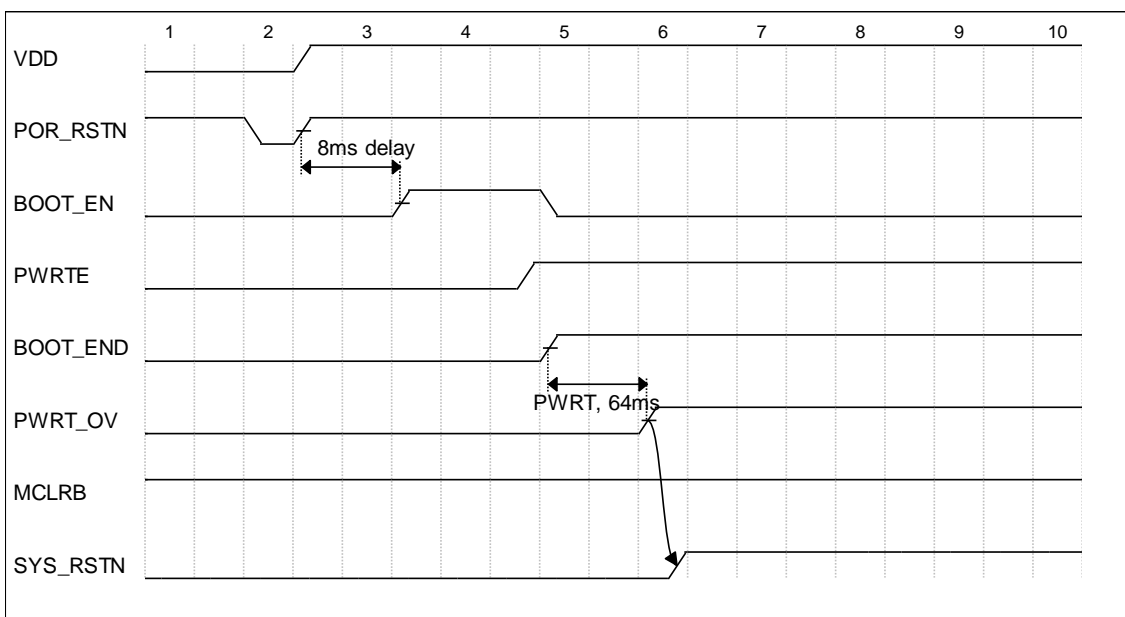 1 2 3 4 5 6 7 8 9 10
VDD
POR_RSTN
8ms delay
BOOT_EN
PWRTE
BOOT_END
PWRT, 64ms
PWRT_OV
MCLRB
SYS_RSTN